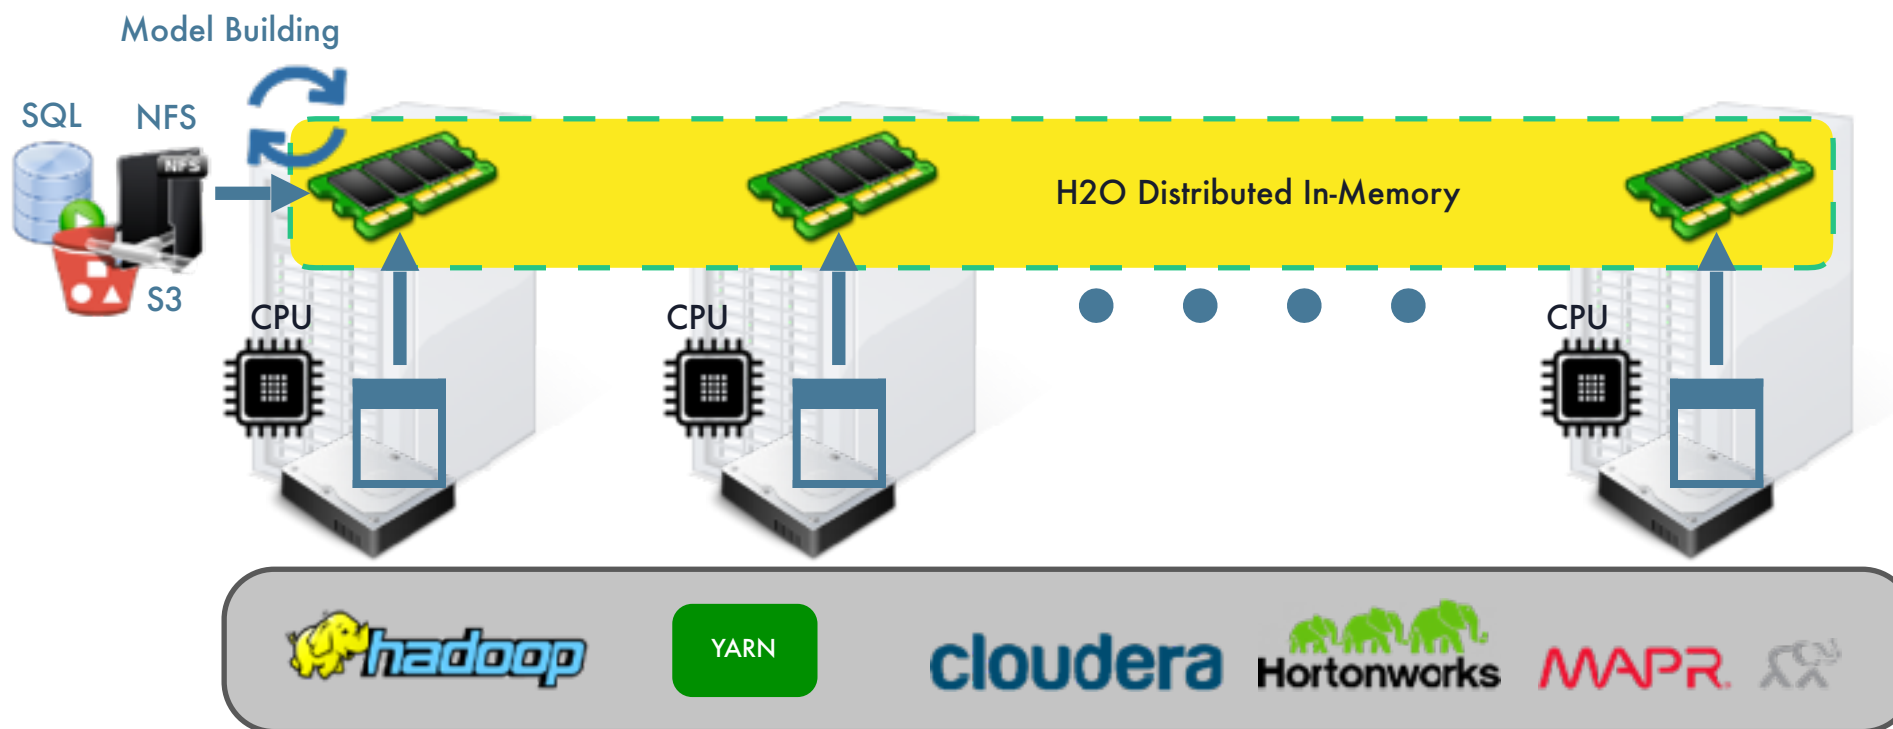 Model Building
SQL NFS
NFS
S3
H2O Distributed In-Memory
CPU CPU CPU
hadoop YARN cloudera Hortonworks MAPR